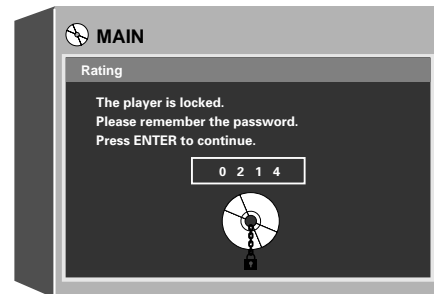 MAIN
Rating
The player is locked.
Please remember the password.
Press ENTER to continue.
0 2 1 4